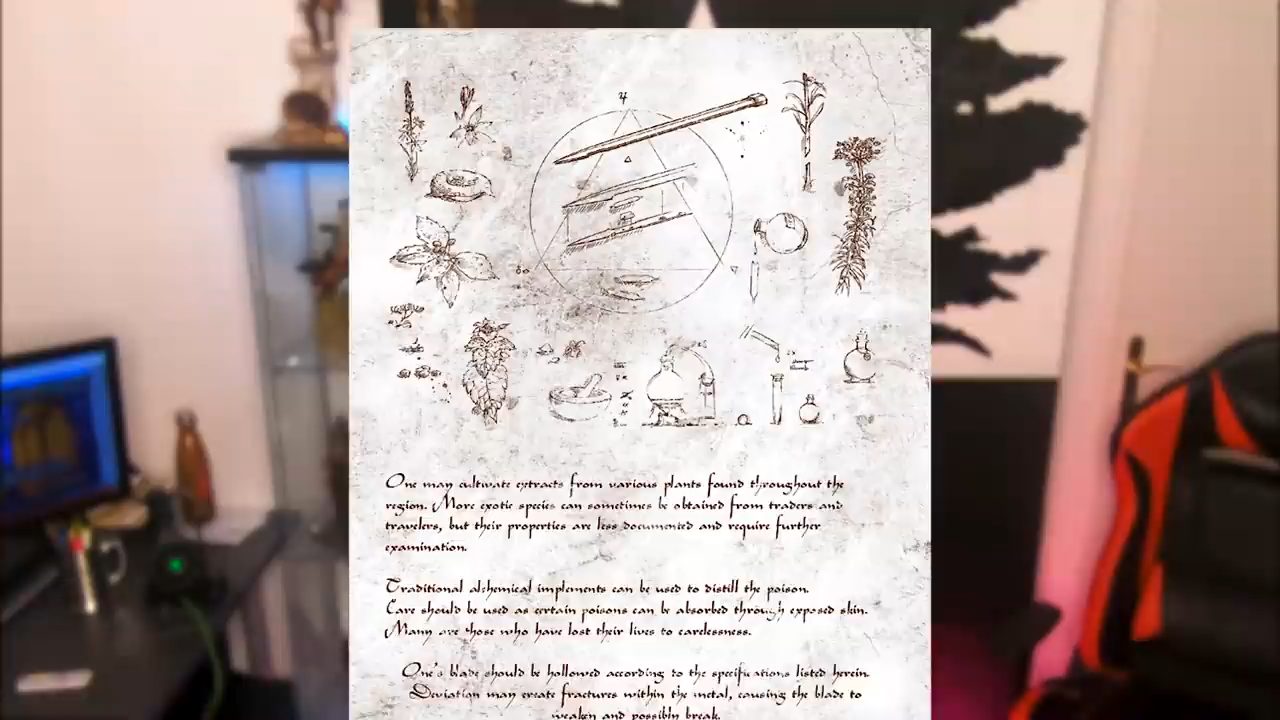 One may cultivate extracts from various plants found throughout the
region. More exotic species can sometimes be obtained from traders and
travelers, but their properties are less documented and require further
examination.
Traditional alchemical implements can be used to distill the poison.
Care should be used as certain poisons can be absorbed through exposed skin.
Many are those who have lost their lives to carelessness.
One's blade should be hollowed according to the specifications listed herein.
Deviation may create fractures within the metal, causing the blade to
weaken and possibly break.